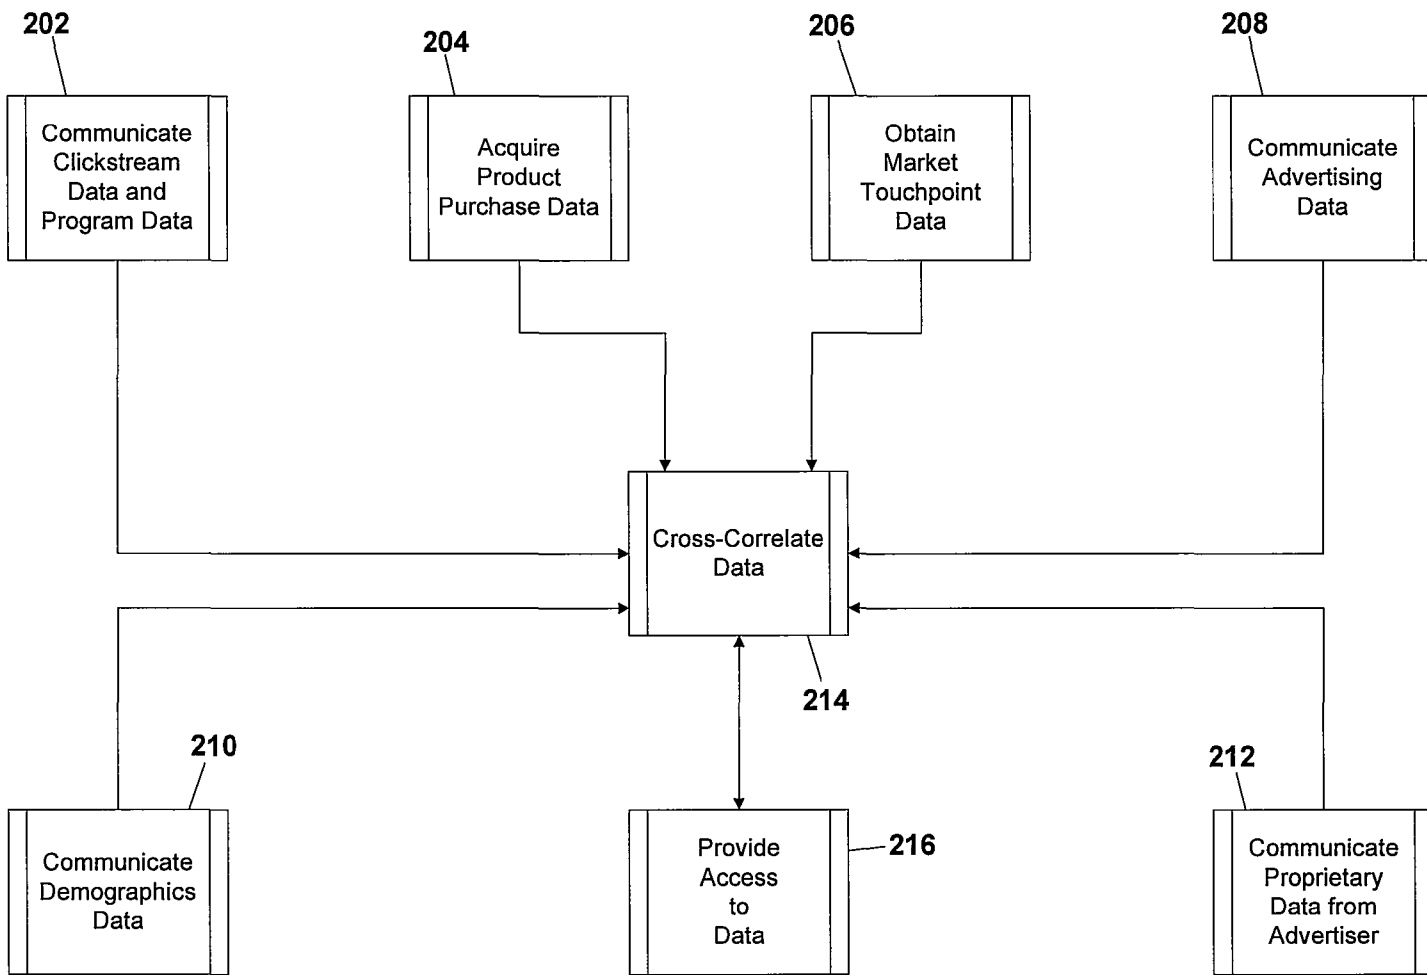 202
204
206
208
Communicate
Clickstream
Data and
Program Data
Acquire
Product
Purchase Data
Obtain
Market
Touchpoint
Data
Communicate
Advertising
Data
Cross-Correlate
Data
214
210
212
Communicate
Demographics
Data
Provide
Access
to
Data
216
Communicate
Proprietary
Data from
Advertiser